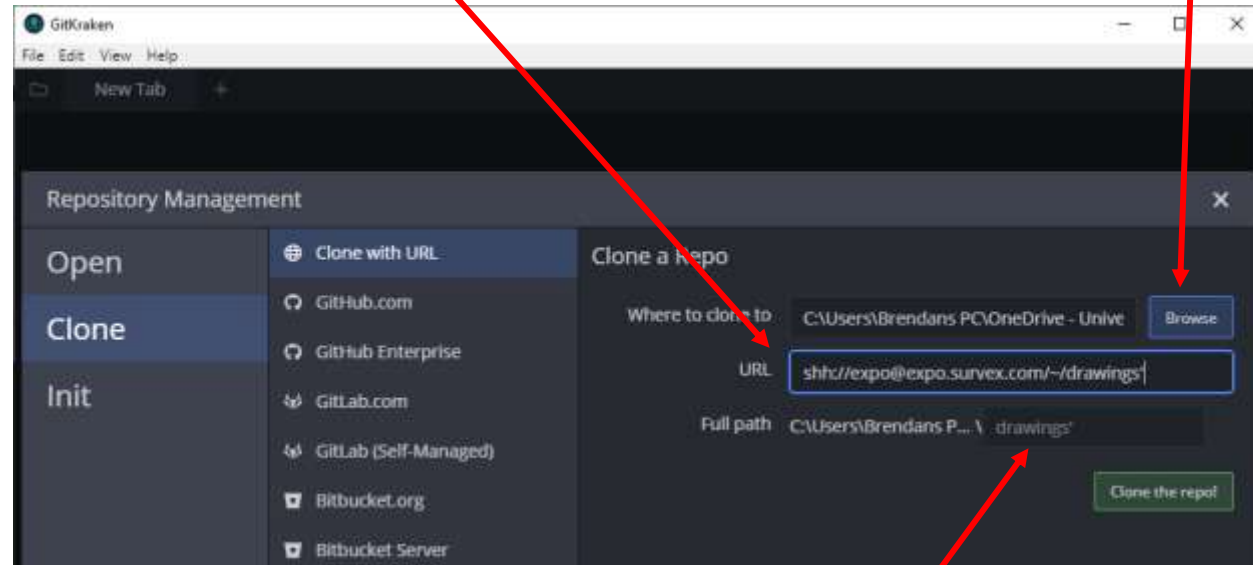 GitKraken
File Edit View Help
New Tab +
Repository Management
Open
Clone
Init
Clone with URL
GitHub.com
GitHub Enterprise
GitLab.com
GitLab (Self-Managed)
Bitbucket.org
Bitbucket Server
Clone a Repo
Where to clone to C:\Users\Brendans PC\OneDrive - Unive Browse
URL shh://expo@expo.survex.com/~/drawings'
Full path C:\Users\Brendans P... \ drawings'
Clone the repo!